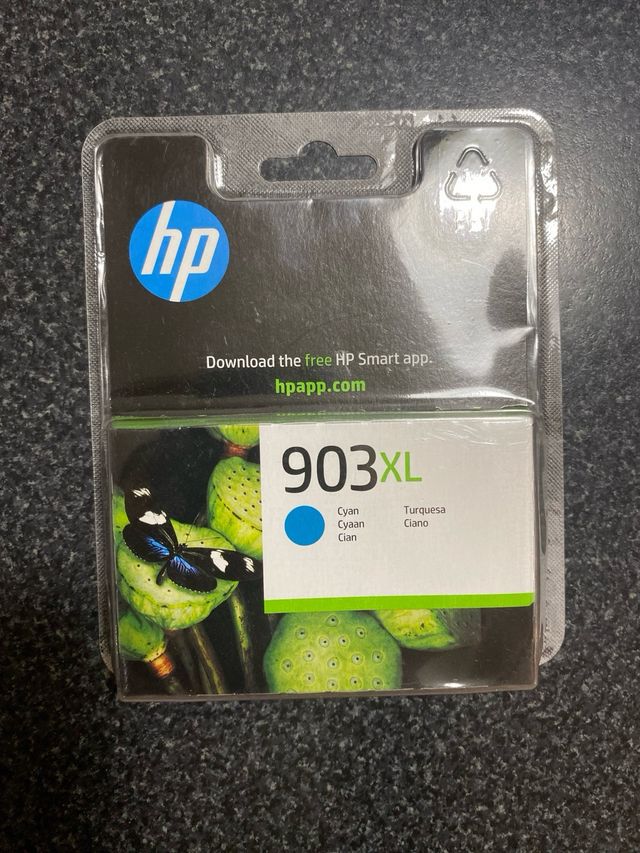 hp
Download the free HP Smart app.
hpapp.com
903XL
Cyan
Cyaan
Cian
Turquesa
Ciano